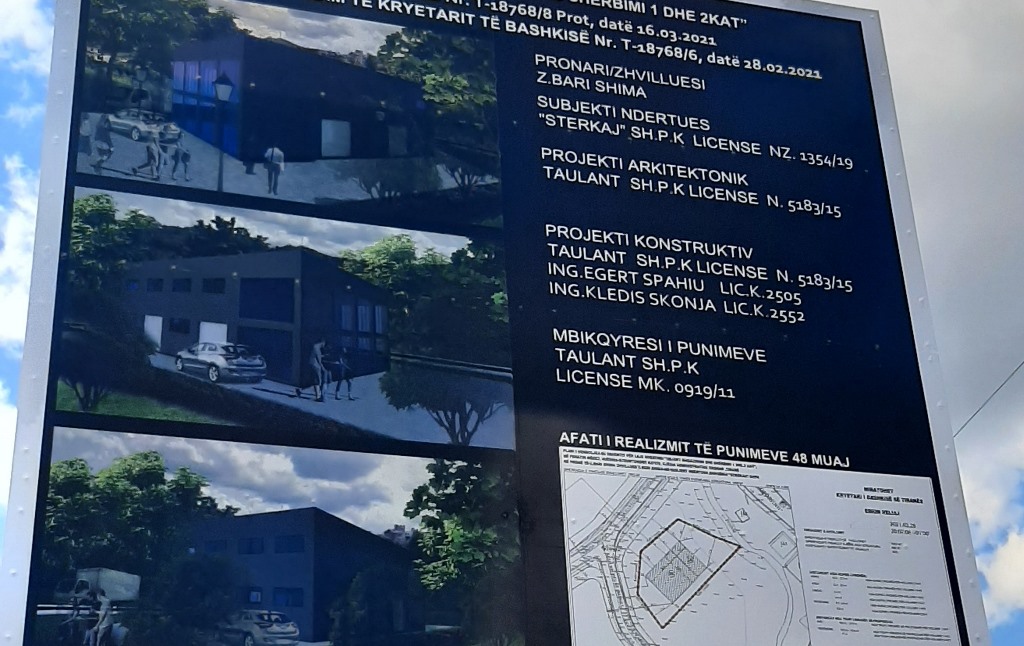 SHËRBIMI 1 DHE 2KAT"
Nr. T-18768/8 Prot, datë 16.03.2021
TË KRYETARIT TË BASHKISË Nr. T-18768/6, datë 28.02.2021
PRONARI/ZHVILLUESI
Z.BARI SHIMA
SUBJEKTI NDERTUES
"STERKAJ" SH.P.K LICENSE NZ. 1354/19
PROJEKTI ARKITEKTONIK
TAULANT SH.P.K LICENSE N. 5183/15
PROJEKTI KONSTRUKTIV
TAULANT SH.P.K LICENSE N. 5183/15
ING.EGERT SPAHIU LIC.K.2505
ING.KLEDIS SKONJA LIC.K.2552
MBIKQYRESI I PUNIMEVE
TAULANT SH.P.K
LICENSE MK. 0919/11
AFATI I REALIZMIT TË PUNIMEVE 48 MUAJ
MIRATOHET
KRYETARI I BASHKISË SË TIRANËS
ERION VELIAJ